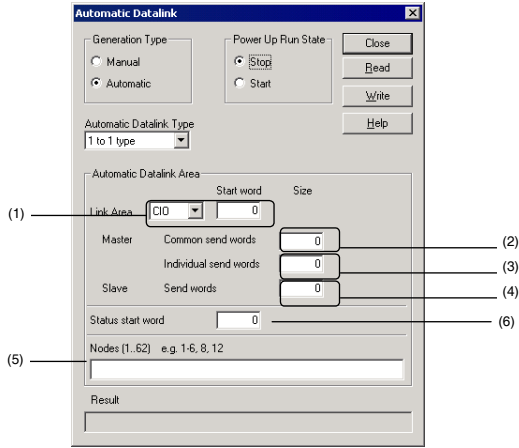 Automatic Datalink
Generation Type
Manual
Automatic
Power Up Run State
Stop
Start
Close
Read
Write
Help
Automatic Datalink Type
1 to 1 type
Automatic Datalink Area
Start word Size
(1) Link Area CIO 0
Master Common send words 0 (2)
Individual send words 0 (3)
Slave Send words 0 (4)
Status start word 0 (6)
Nodes (1..62) e.g. 1-6, 8, 12
(5)
Result